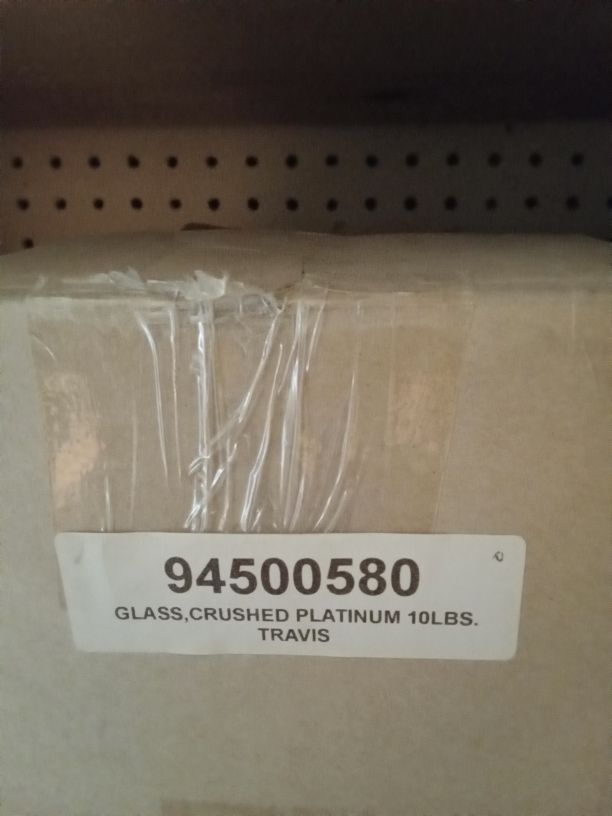 94500580
GLASS,CRUSHED PLATINUM 10LBS.
TRAVIS